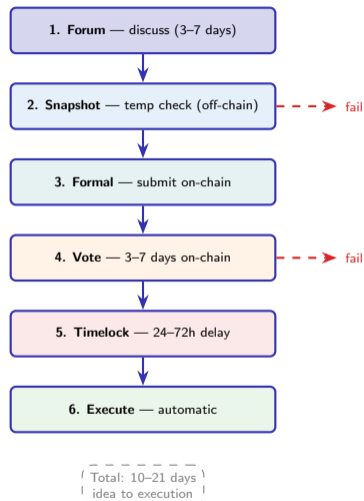 1. Forum — discuss (3–7 days)
2. Snapshot — temp check (off-chain)
fail
3. Formal — submit on-chain
4. Vote — 3–7 days on-chain
fail
5. Timelock — 24–72h delay
6. Execute — automatic
Total: 10–21 days
idea to execution